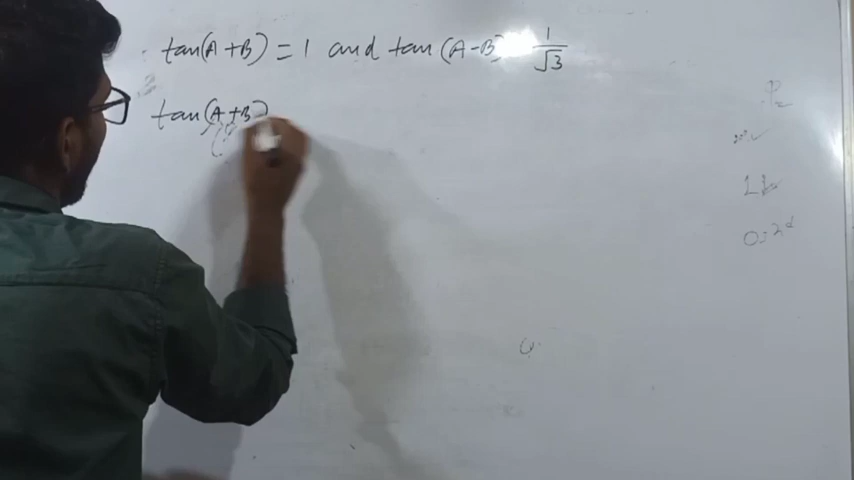 tan(A+B) = 1 and tan(A-B) 1/√3
tan(A+B)